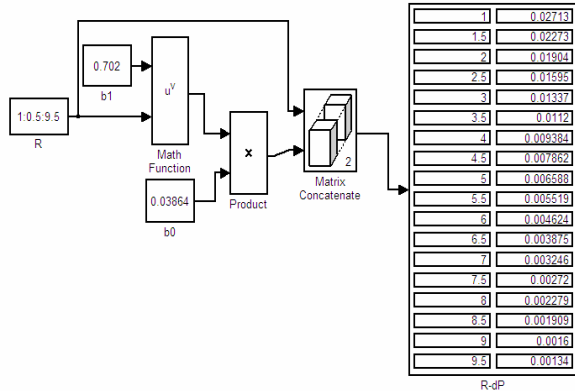 1:0.5:9.5
R
0.702
b1
u^v
Math
Function
0.03864
b0
x
Product
2
Matrix
Concatenate
1 0.02713
1.5 0.02273
2 0.01904
2.5 0.01595
3 0.01337
3.5 0.0112
4 0.009384
4.5 0.007862
5 0.006588
5.5 0.005519
6 0.004624
6.5 0.003875
7 0.003246
7.5 0.00272
8 0.002279
8.5 0.001909
9 0.0016
9.5 0.00134
R-dP